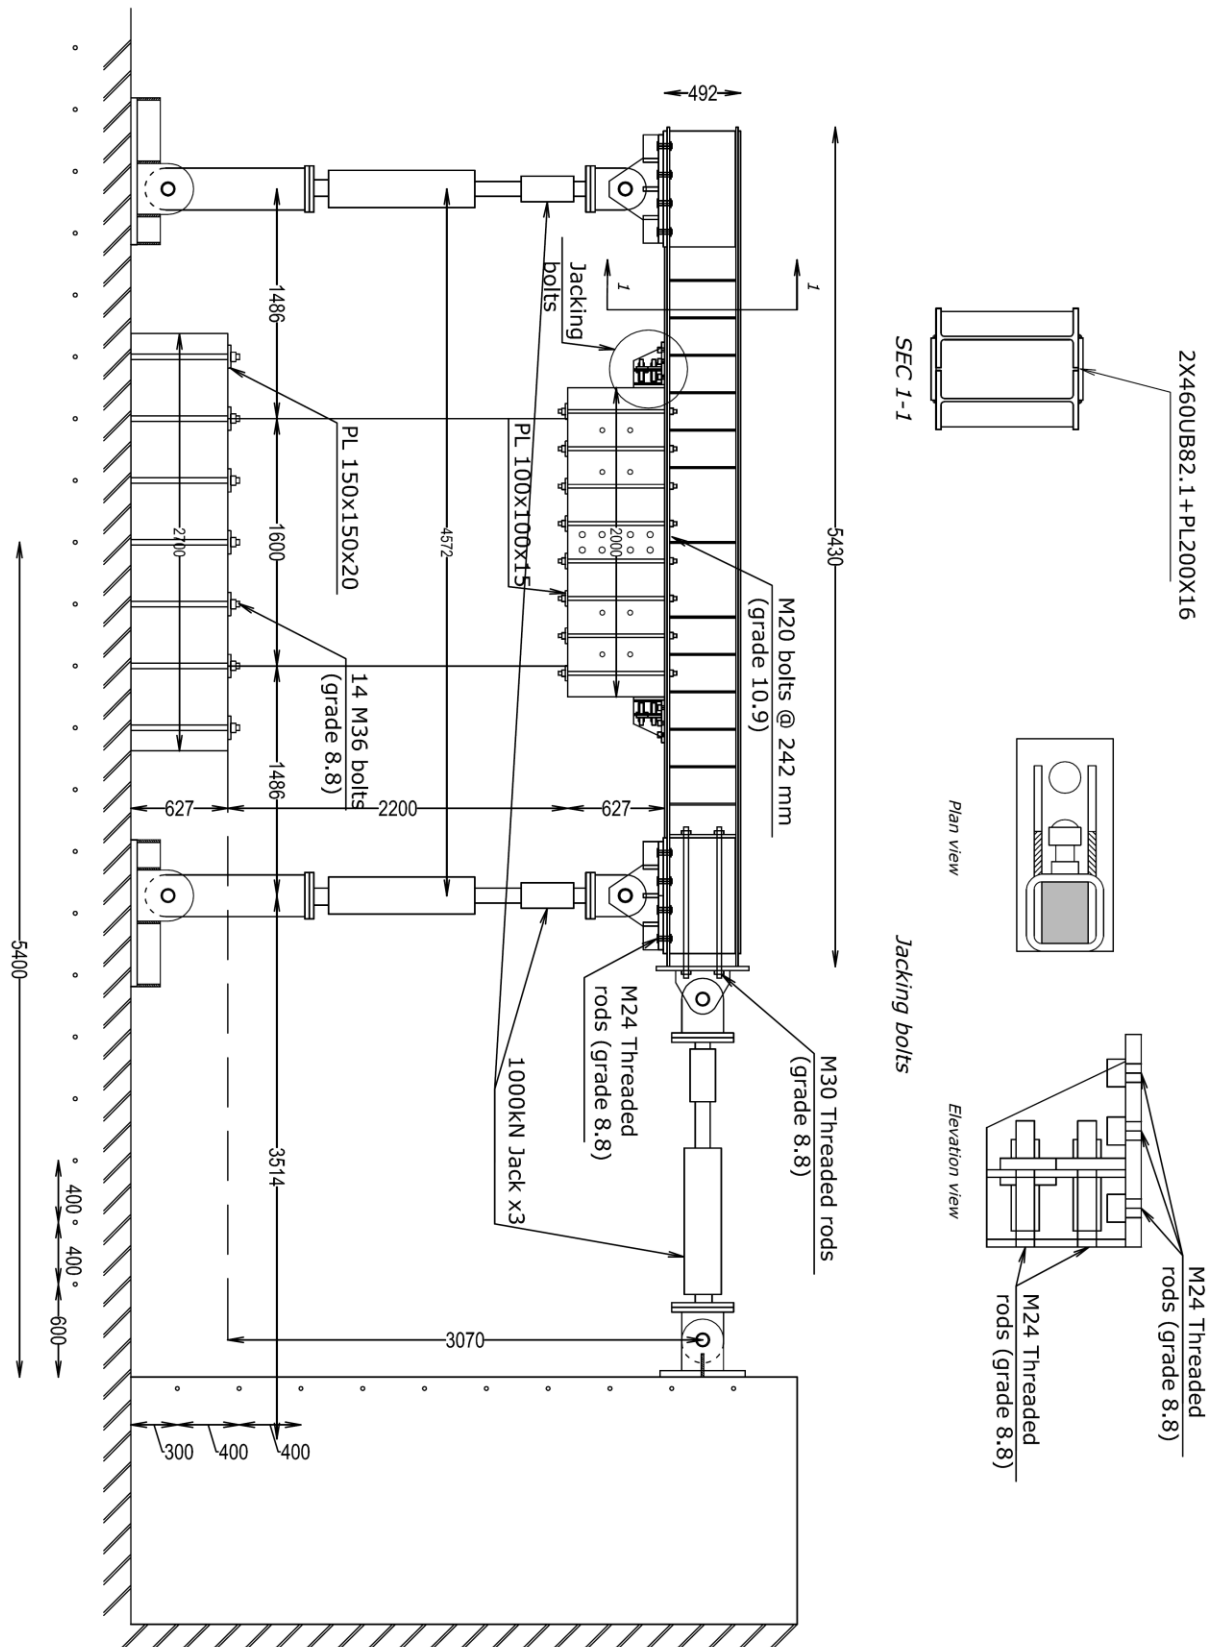 2X460UB82.1+PL200X16
SEC 1-1
Plan view
Elevation view
Jacking bolts
M24 Threaded
rods (grade 8.8)
M24 Threaded
rods (grade 8.8)
5430
492
1
1
Jacking
bolts
M20 bolts @ 242 mm
(grade 10.9)
M30 Threaded rods
(grade 8.8)
M24 Threaded
rods (grade 8.8)
1000kN Jack x3
2000
PL 100x100x15
4572
627
2200
627
3070
PL 150x150x20
14 M36 bolts
(grade 8.8)
1486
1600
1486
3514
2700
300
400
400
400
400
600
5400